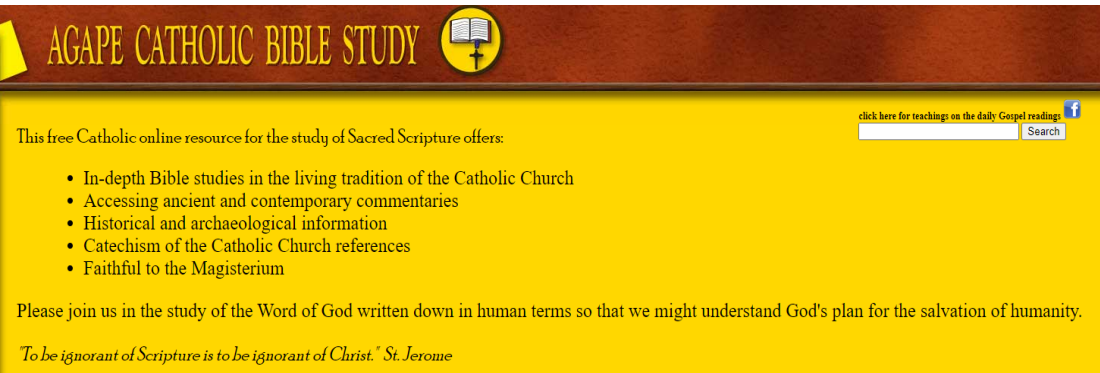 AGAPE CATHOLIC BIBLE STUDY
click here for teachings on the daily Gospel readings f
Search
This free Catholic online resource for the study of Sacred Scripture offers:
• In-depth Bible studies in the living tradition of the Catholic Church
• Accessing ancient and contemporary commentaries
• Historical and archaeological information
• Catechism of the Catholic Church references
• Faithful to the Magisterium
Please join us in the study of the Word of God written down in human terms so that we might understand God's plan for the salvation of humanity.
"To be ignorant of Scripture is to be ignorant of Christ." St. Jerome